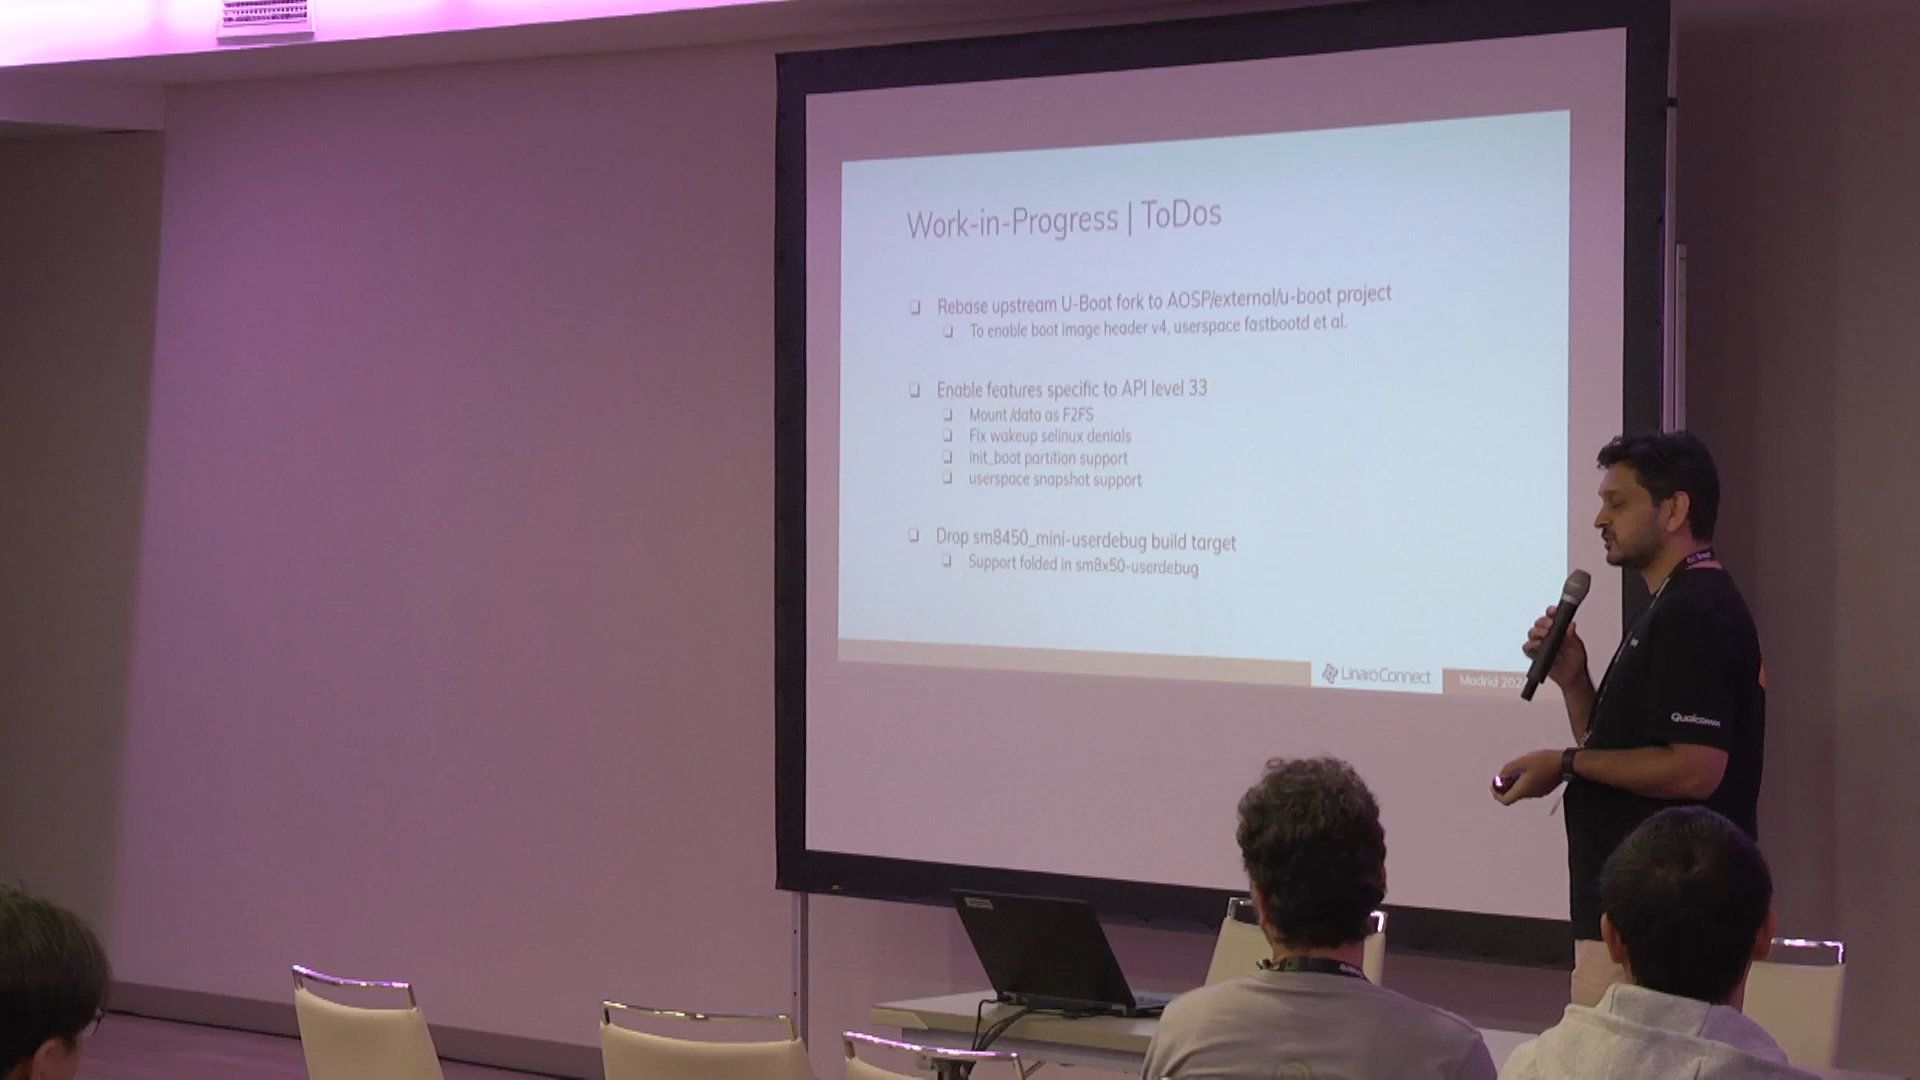 Work-in-Progress | ToDos
❏ Rebase upstream U-Boot fork to AOSP/external/u-boot project
❏ To enable boot image header v4, userspace fastbootd et al.
❏ Enable features specific to API level 33
❏ Mount /data as F2FS
❏ Fix wakeup selinux denials
❏ init_boot partition support
❏ userspace snapshot support
❏ Drop sm8450_mini-userdebug build target
❏ Support folded in sm8x50-userdebug
LinaroConnect
Madrid 202
Qualcomm